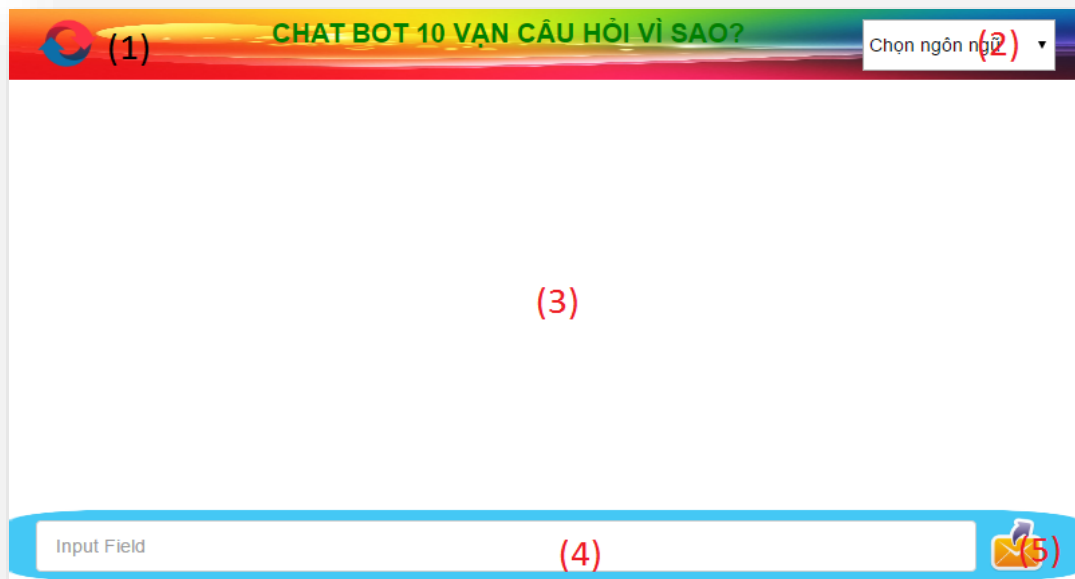 (1)
CHAT BOT 10 VẠN CÂU HỎI VÌ SAO?
Chọn ngôn ngữ (2)
(3)
Input Field
(4)
(5)